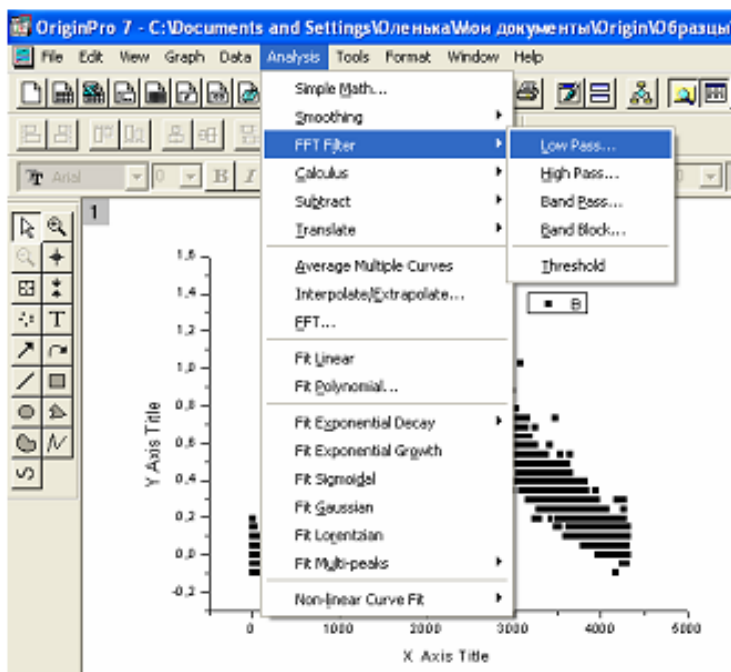 OriginPro 7 - C:\Documents and Settings\Оленька\Мои документы\Origin\Образцы\
File Edit View Graph Data Analysis Tools Format Window Help
Arial 0 B I
1
Simple Math...
Smoothing
FFT Filter
Calculus
Subtract
Translate
Average Multiple Curves
Interpolate/Extrapolate...
FFT...
Fit Linear
Fit Polynomial...
Fit Exponential Decay
Fit Exponential Growth
Fit Sigmoidal
Fit Gaussian
Fit Lorentzian
Fit Multi-peaks
Non-linear Curve Fit
Low Pass...
High Pass...
Band Pass...
Band Block...
Threshold
B
T
Y Axis Title
1,6
1,4
1,2
1,0
0,8
0,6
0,4
0,2
0,0
-0,2
0 1000 2000 3000 4000 5000
X Axis Title